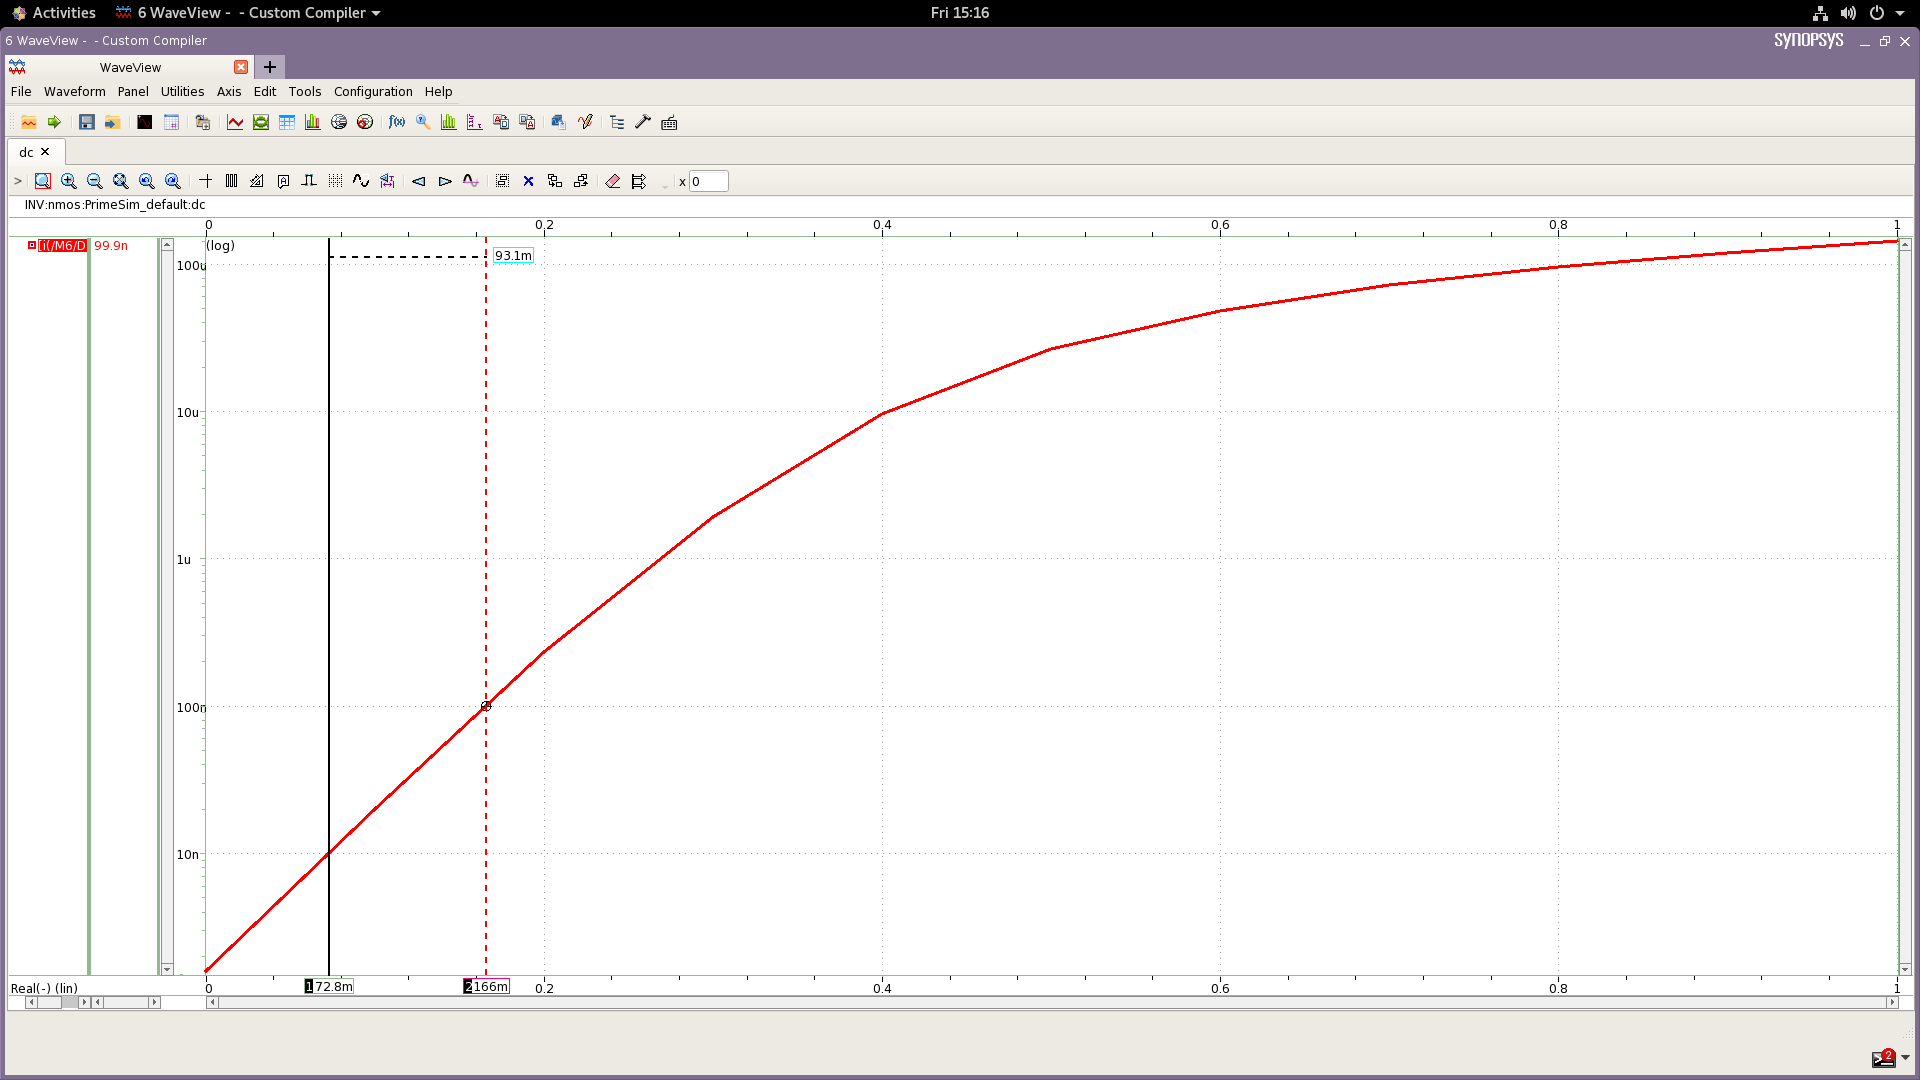 Activities 6 WaveView - - Custom Compiler Fri 15:16
6 WaveView - - Custom Compiler SYNOPSYS
WaveView
File Waveform Panel Utilities Axis Edit Tools Configuration Help
dc
> x 0
INV:nmos:PrimeSim_default:dc
0 0.2 0.4 0.6 0.8 1
i(/M6/D 99.9n (log)
93.1m
100u
10u
1u
100n
10n
Real(-) (lin) 0 1 72.8m 2 166m 0.2 0.4 0.6 0.8 1
2